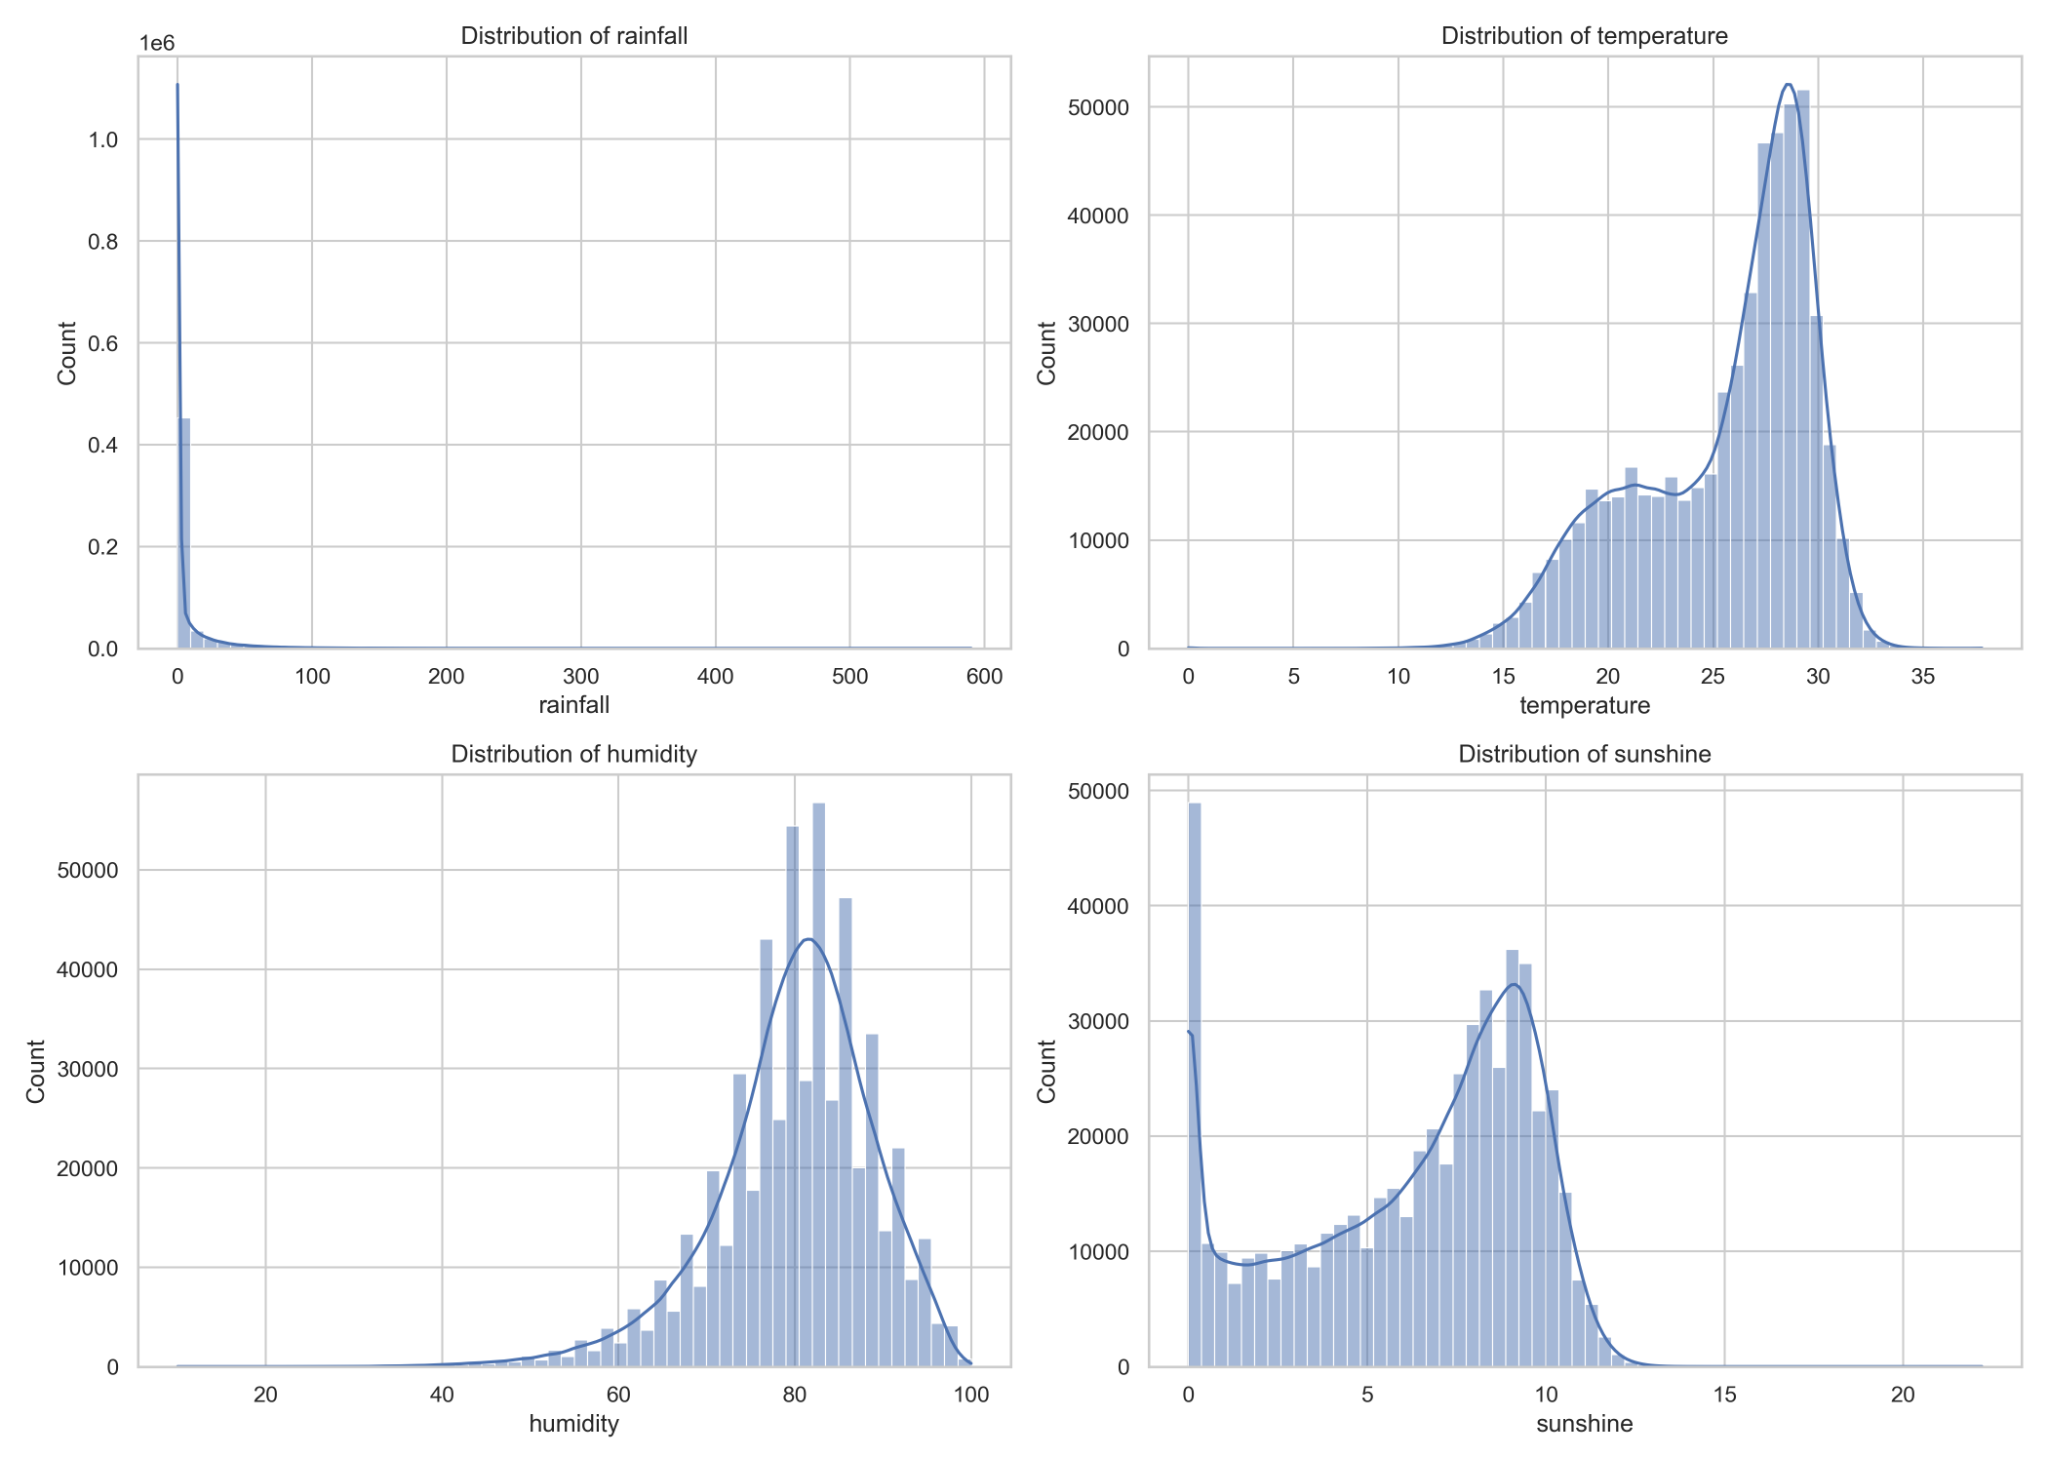 Distribution of rainfall
1e6
1.0
0.8
0.6
0.4
0.2
0.0
Count
0 100 200 300 400 500 600
rainfall
Distribution of temperature
50000
40000
30000
20000
10000
0
Count
0 5 10 15 20 25 30 35
temperature
Distribution of humidity
50000
40000
30000
20000
10000
0
Count
20 40 60 80 100
humidity
Distribution of sunshine
50000
40000
30000
20000
10000
0
Count
0 5 10 15 20
sunshine